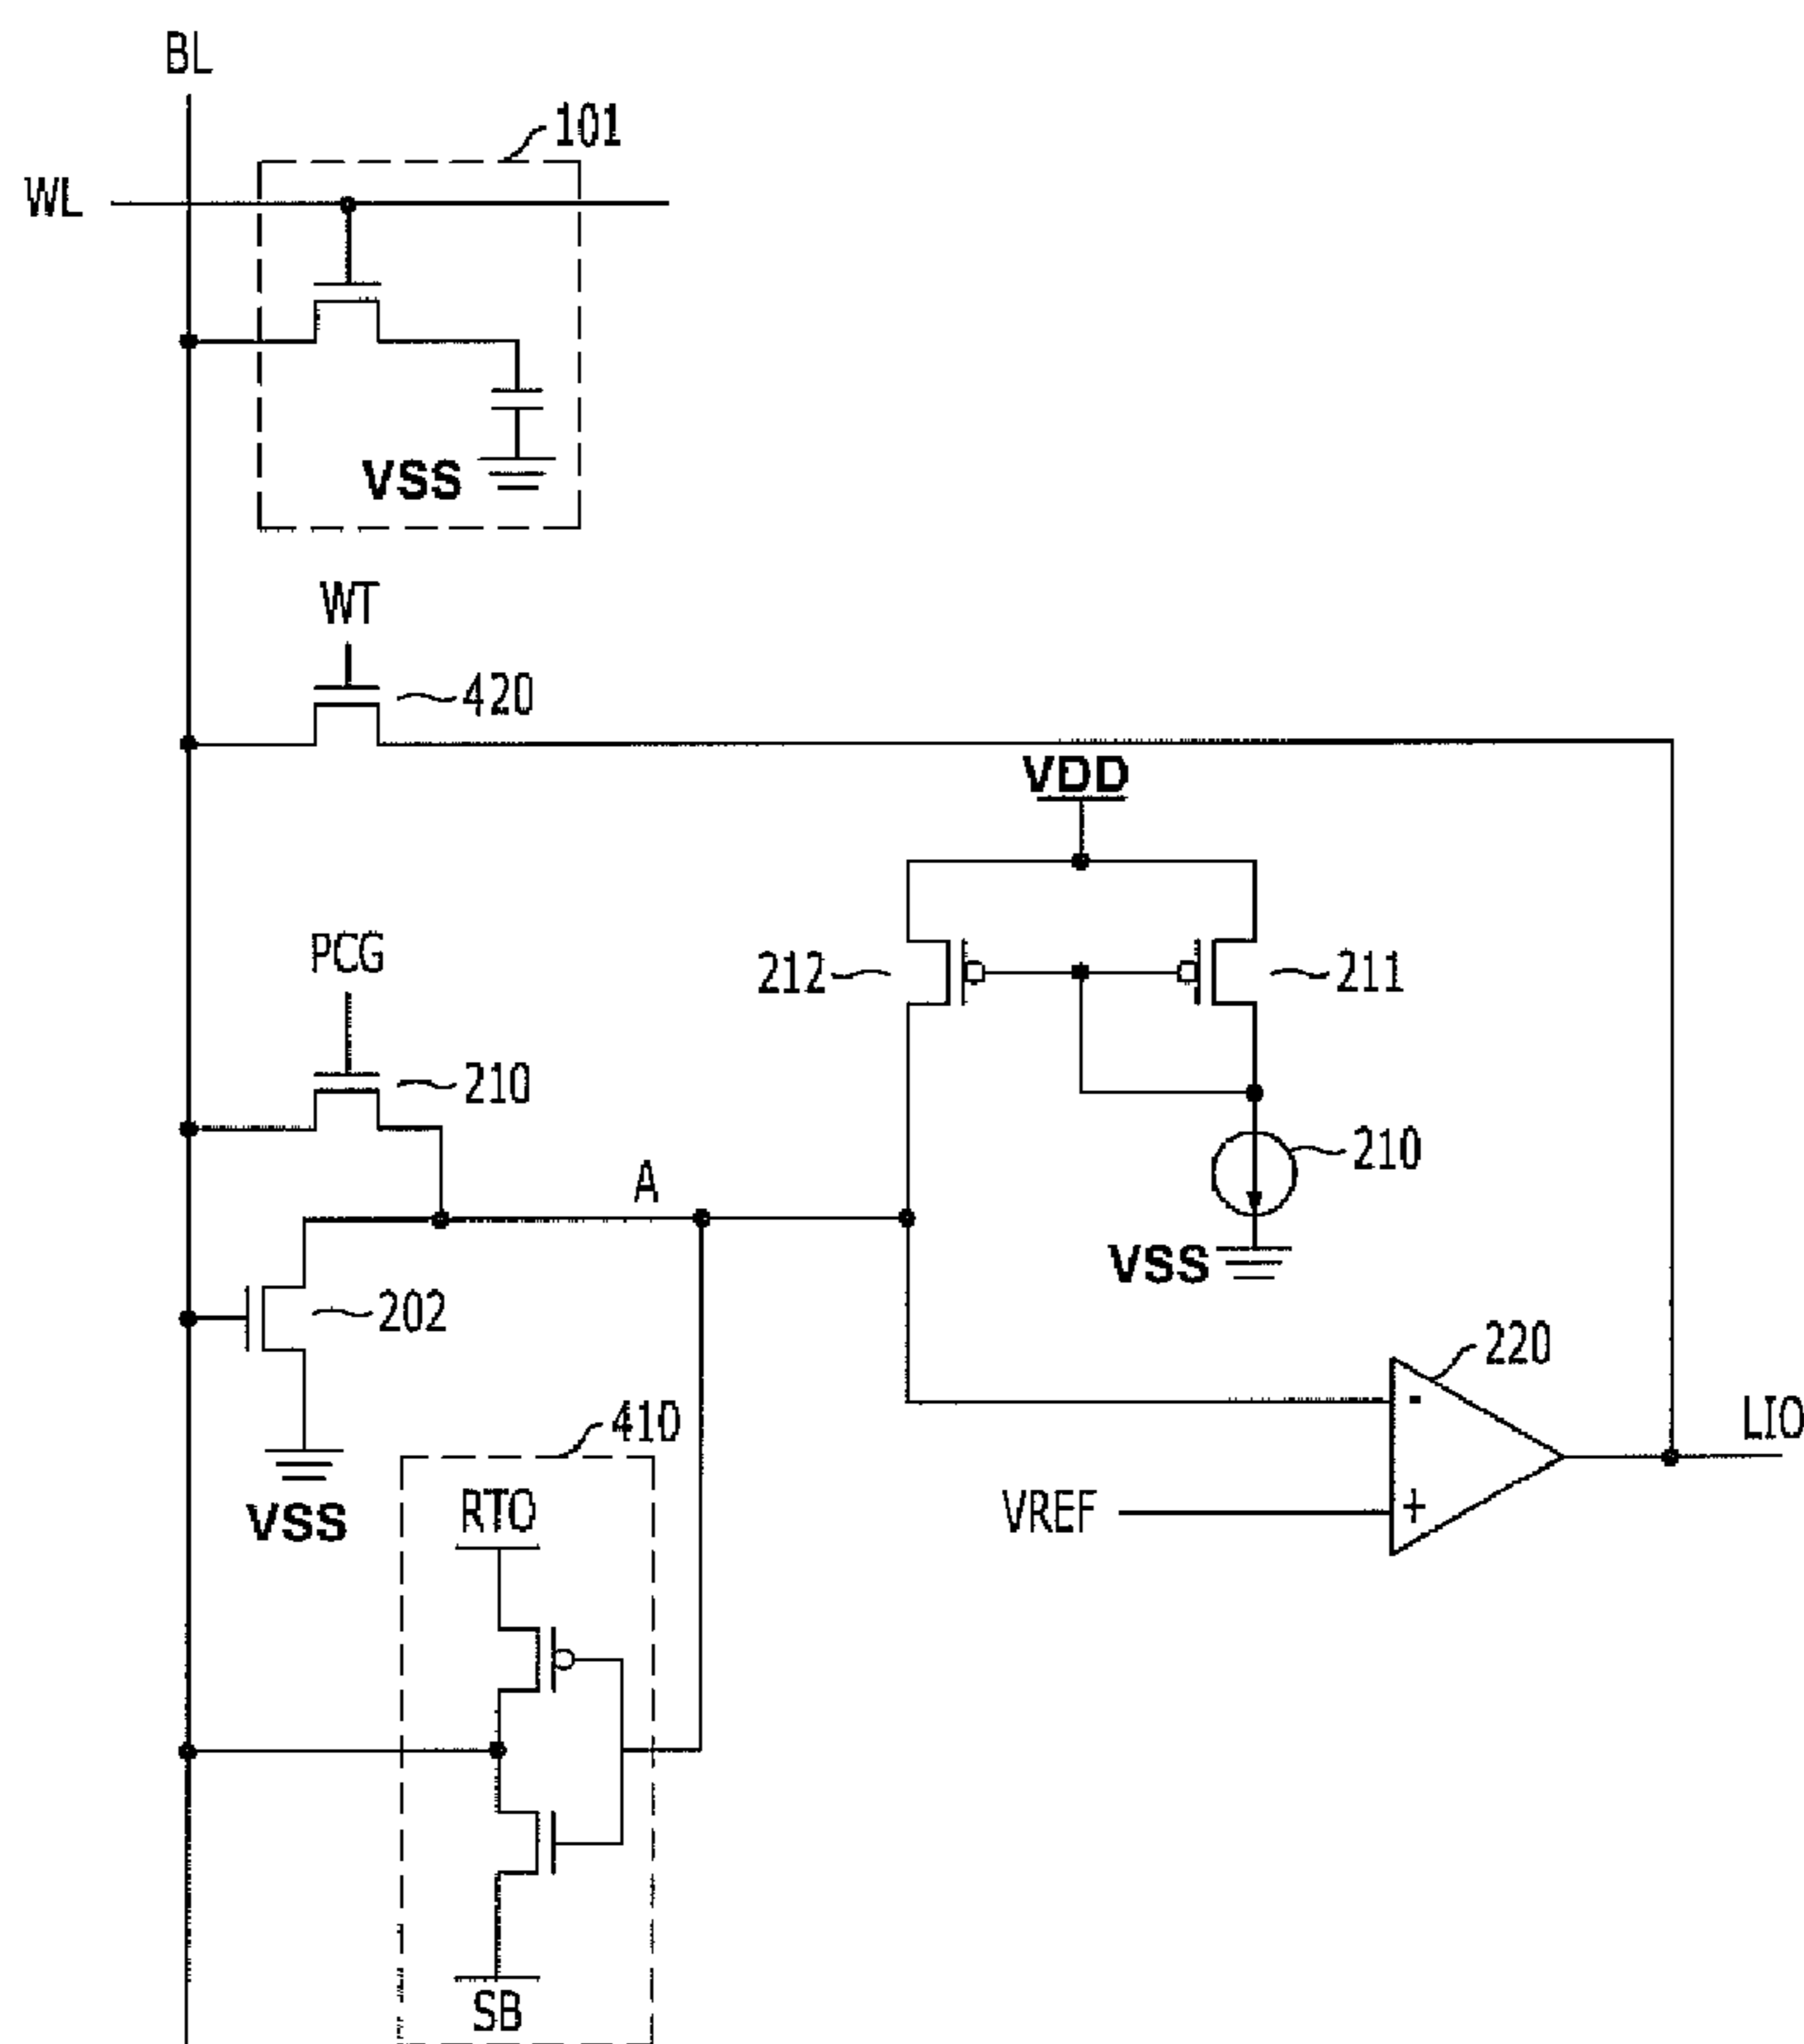 BL
101
WL
VSS
WT
420
VDD
PCG
212
211
210
210
A
VSS
202
220
410
LIO
RTO
VREF
-
+
VSS
SB